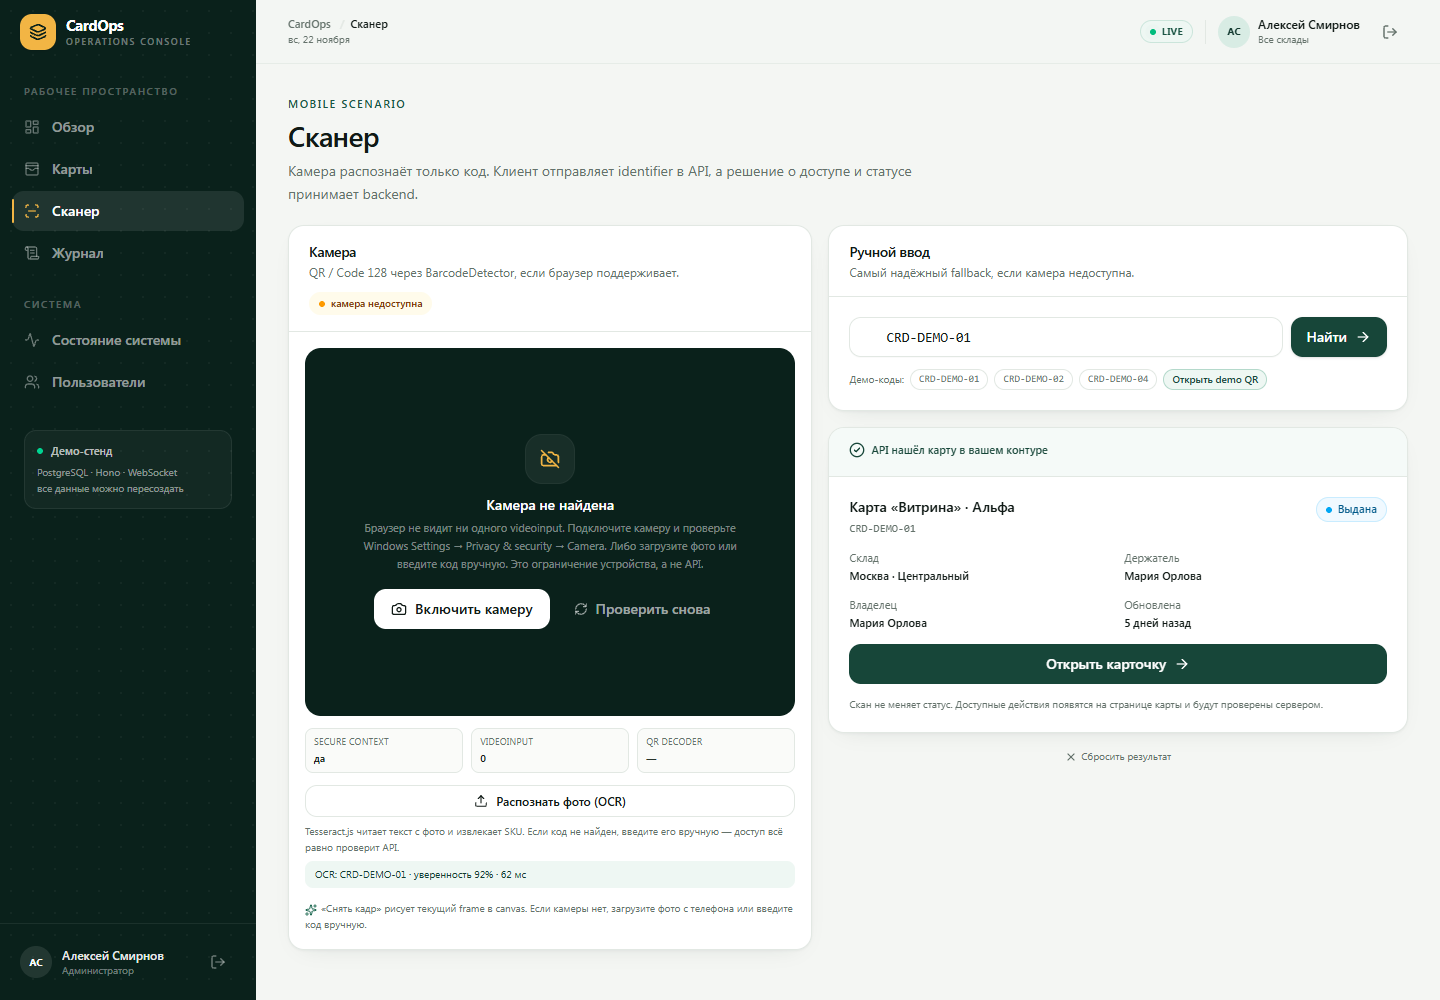 CardOps
OPERATIONS CONSOLE
РАБОЧЕЕ ПРОСТРАНСТВО
Обзор
Карты
Сканер
Журнал
СИСТЕМА
Состояние системы
Пользователи
Демо-стенд
PostgreSQL · Hono · WebSocket
все данные можно пересоздать
АС
Алексей Смирнов
Администратор
CardOps / Сканер
вс, 22 ноября
LIVE
АС
Алексей Смирнов
Все склады
MOBILE SCENARIO
Сканер
Камера распознаёт только код. Клиент отправляет identifier в API, а решение о доступе и статусе
принимает backend.
Камера
QR / Code 128 через BarcodeDetector, если браузер поддерживает.
камера недоступна
Камера не найдена
Браузер не видит ни одного videoinput. Подключите камеру и проверьте
Windows Settings → Privacy & security → Camera. Либо загрузите фото или
введите код вручную. Это ограничение устройства, а не API.
Включить камеру
Проверить снова
SECURE CONTEXT
да
VIDEOINPUT
0
QR DECODER
—
Распознать фото (OCR)
Tesseract.js читает текст с фото и извлекает SKU. Если код не найден, введите его вручную — доступ всё
равно проверит API.
OCR: CRD-DEMO-01 · уверенность 92% · 62 мс
«Снять кадр» рисует текущий frame в canvas. Если камеры нет, загрузите фото с телефона или введите
код вручную.
Ручной ввод
Самый надёжный fallback, если камера недоступна.
CRD-DEMO-01
Найти
Демо-коды: CRD-DEMO-01 CRD-DEMO-02 CRD-DEMO-04 Открыть demo QR
API нашёл карту в вашем контуре
Карта «Витрина» · Альфа
Выдана
CRD-DEMO-01
Склад
Москва · Центральный
Держатель
Мария Орлова
Владелец
Мария Орлова
Обновлена
5 дней назад
Открыть карточку
Скан не меняет статус. Доступные действия появятся на странице карты и будут проверены сервером.
Сбросить результат